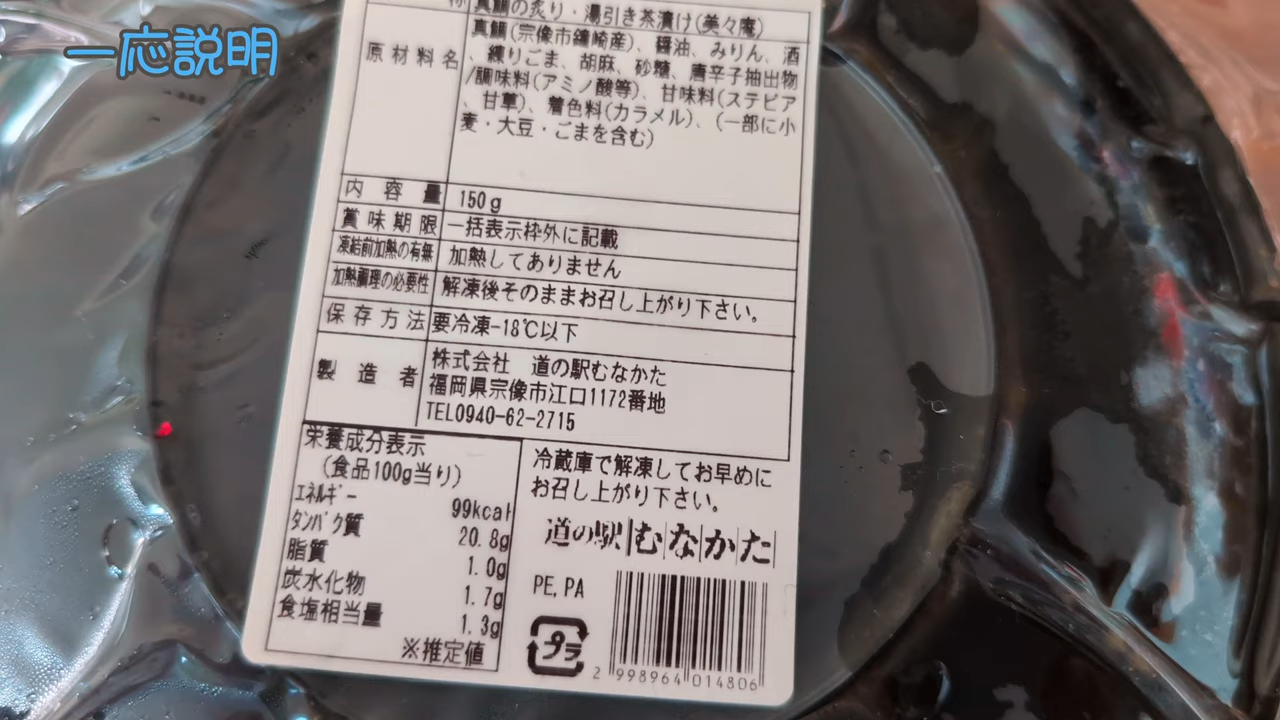 一応説明
称 真鯛の炙り・湯引き茶漬け(美々庵)
原材料名
真鯛(宗像市鐘崎産)、醤油、みりん、酒
、練りごま、胡麻、砂糖、唐辛子抽出物
/調味料(アミノ酸等)、甘味料(ステビア
、甘草)、着色料(カラメル)、(一部に小
麦・大豆・ごまを含む)
内容量 150g
賞味期限 一括表示枠外に記載
凍結前加熱の有無 加熱してありません
加熱調理の必要性 解凍後そのままお召し上がり下さい。
保存方法 要冷凍-18℃以下
製造者
株式会社 道の駅むなかた
福岡県宗像市江口1172番地
TEL0940-62-2715
栄養成分表示
(食品100g当り)
エネルギー 99kcal
タンパク質 20.8g
脂質 1.0g
炭水化物 1.7g
食塩相当量 1.3g
※推定値
冷蔵庫で解凍してお早めに
お召し上がり下さい。
道の駅むなかた
PE,PA
プラ
2 998964 014806